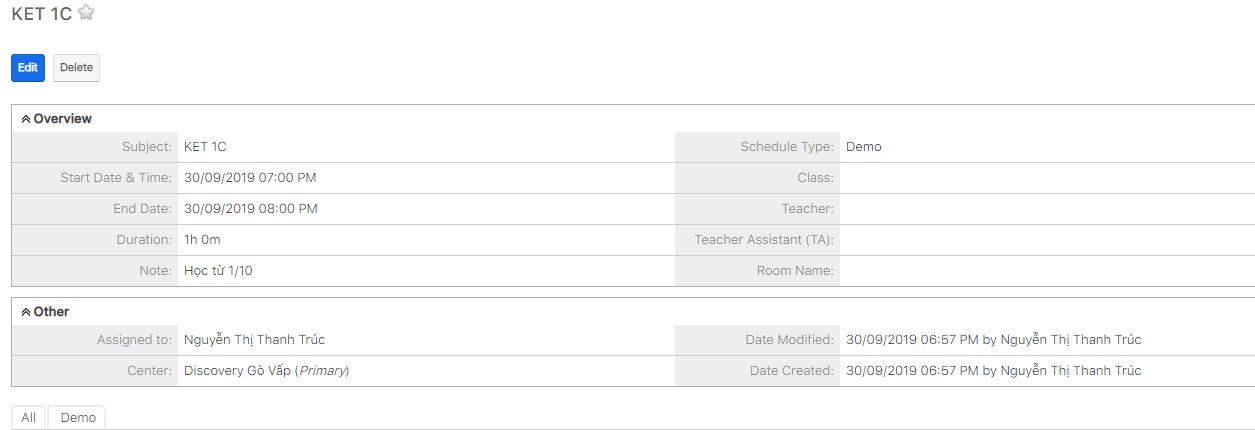 KET 1C
Edit Delete
Overview
Subject: KET 1C Schedule Type: Demo
Start Date & Time: 30/09/2019 07:00 PM Class:
End Date: 30/09/2019 08:00 PM Teacher:
Duration: 1h 0m Teacher Assistant (TA):
Note: Học từ 1/10 Room Name:
Other
Assigned to: Nguyễn Thị Thanh Trúc Date Modified: 30/09/2019 06:57 PM by Nguyễn Thị Thanh Trúc
Center: Discovery Gò Vấp (Primary) Date Created: 30/09/2019 06:57 PM by Nguyễn Thị Thanh Trúc
All Demo